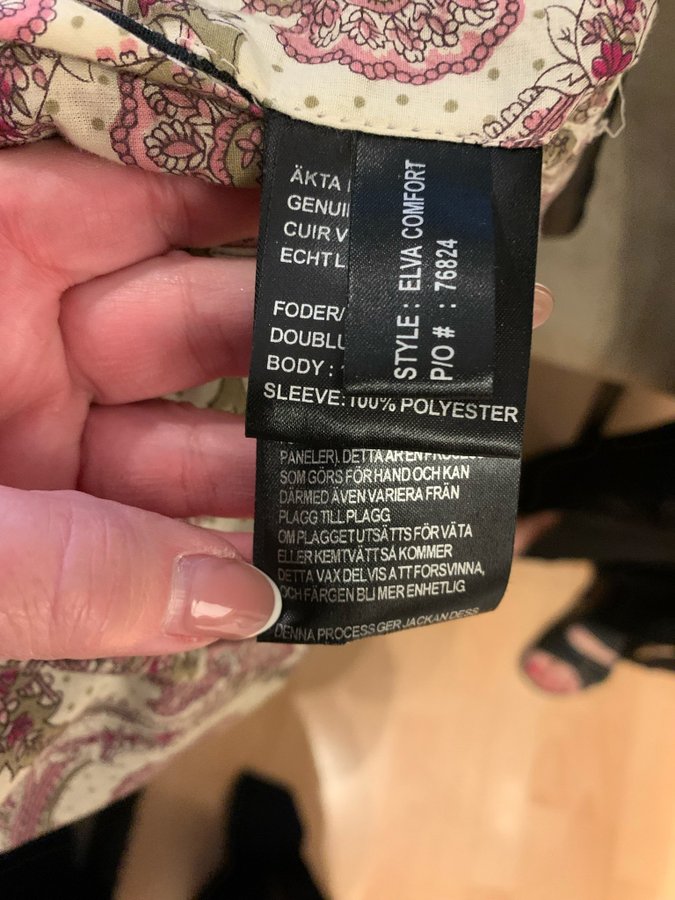 ÄKTA
GENUI
CUIR V
ECHT L
FODER/
DOUBLU
BODY :
SLEEVE: 100% POLYESTER
STYLE : ELVA COMFORT
P/O # : 76824
PANELER). DETTA ÄR EN PROCESS
SOM GÖRS FÖR HAND OCH KAN
DÄRMED ÄVEN VARIERA FRÅN
PLAGG TILL PLAGG
OM PLAGGET UTSÄTTS FÖR VÄTA
ELLER KEMTVÄTT SÅ KOMMER
DETTA VAX DELVIS ATT FORSVINNA,
OCH FÄRGEN BLI MER ENHETLIG.
DENNA PROCESS GER JACKAN DESS